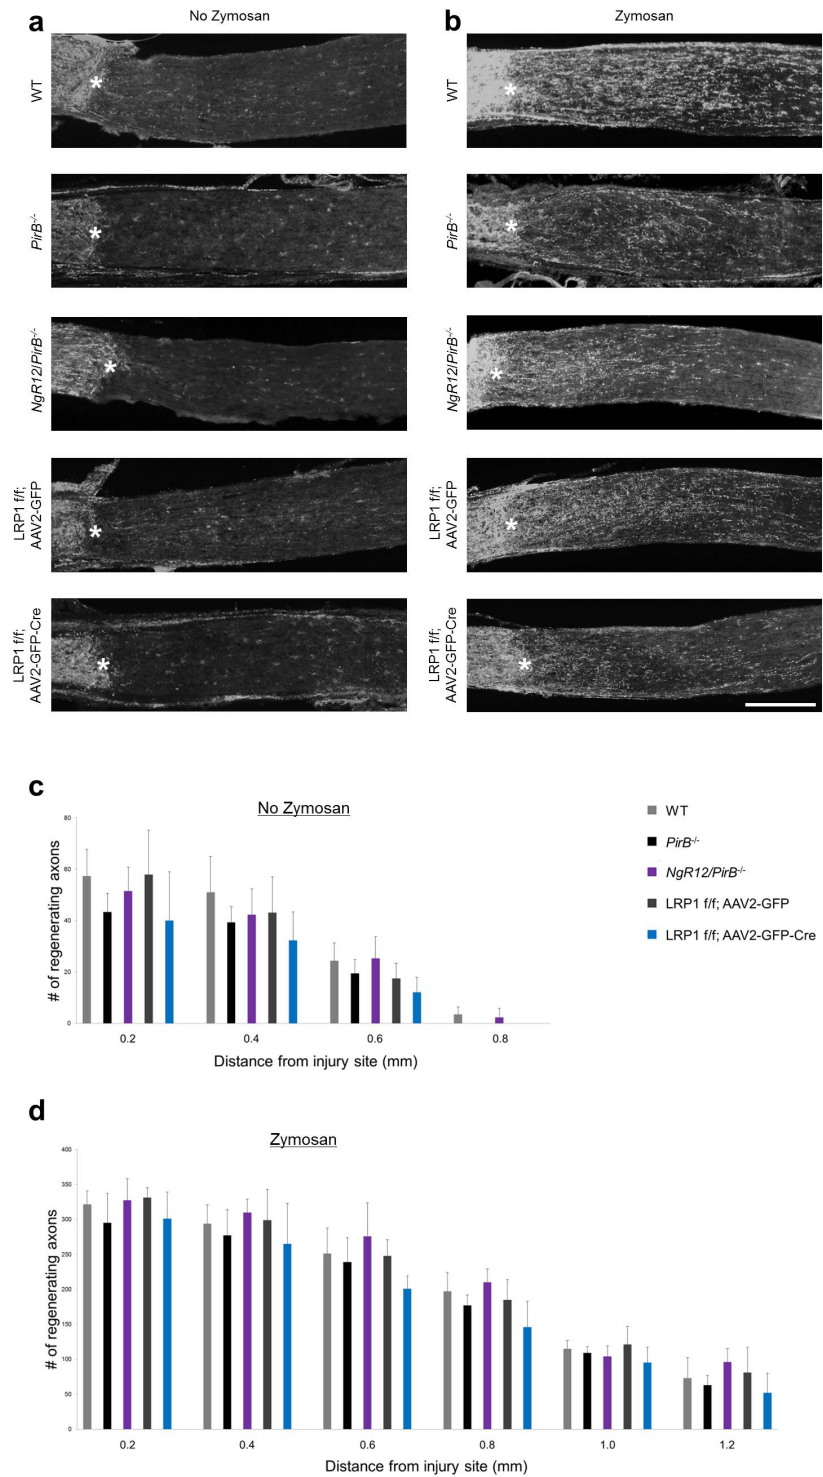 a
No Zymosan
b
Zymosan
WT
*
WT
*
PirB-/-
*
PirB-/-
*
NgR12/PirB-/-
*
NgR12/PirB-/-
*
LRP1 f/f;
AAV2-GFP
*
LRP1 f/f;
AAV2-GFP
*
LRP1 f/f;
AAV2-GFP-Cre
*
LRP1 f/f;
AAV2-GFP-Cre
*
c
No Zymosan
# of regenerating axons
80
60
40
20
0
0.2 0.4 0.6 0.8
Distance from injury site (mm)
WT
PirB-/-
NgR12/PirB-/-
LRP1 f/f; AAV2-GFP
LRP1 f/f; AAV2-GFP-Cre
d
Zymosan
# of regenerating axons
400
350
300
250
200
150
100
50
0
0.2 0.4 0.6 0.8 1.0 1.2
Distance from injury site (mm)